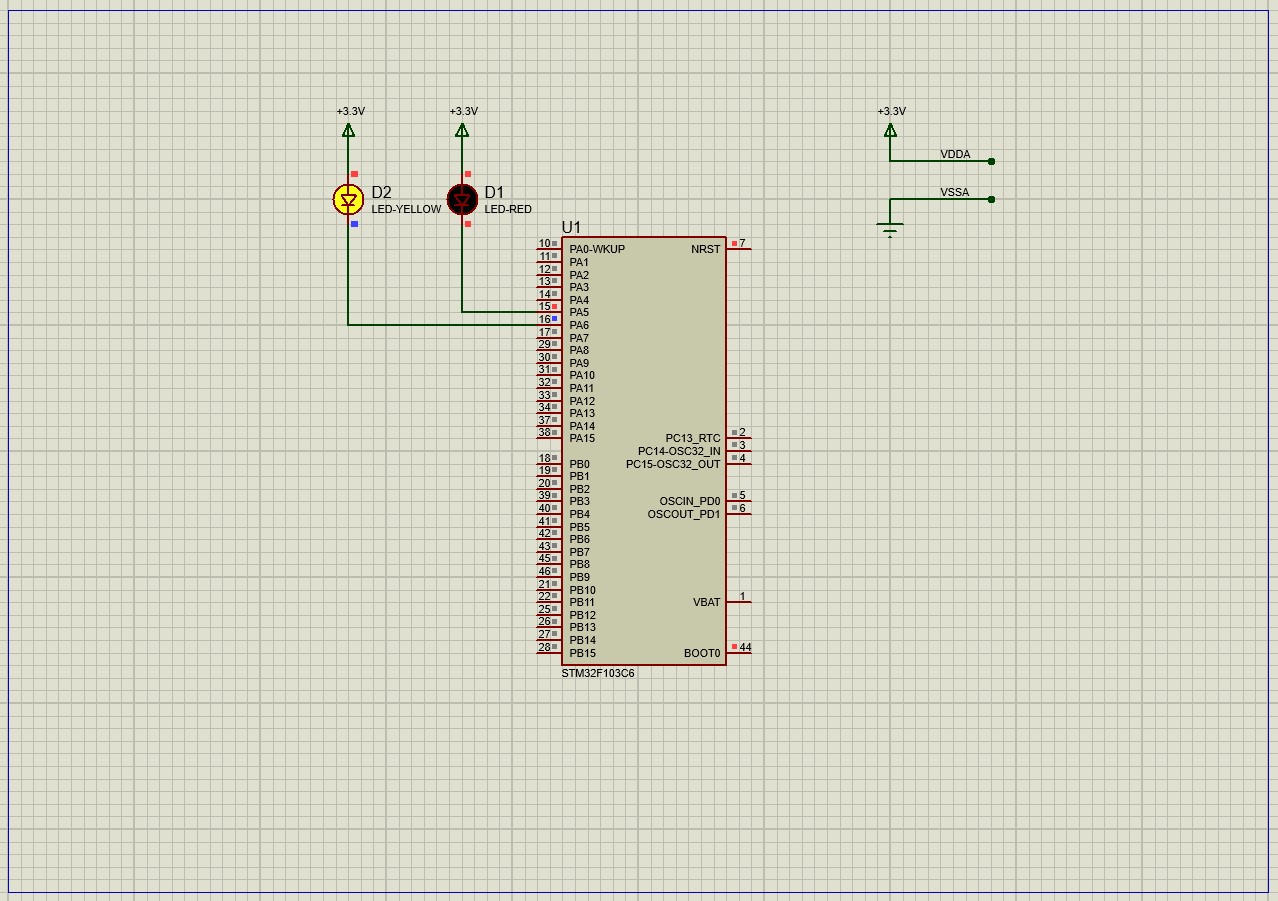 +3.3V
+3.3V
+3.3V
VDDA
D2
LED-YELLOW
D1
LED-RED
VSSA
U1
10 PA0-WKUP
11 PA1
12 PA2
13 PA3
14 PA4
15 PA5
16 PA6
17 PA7
29 PA8
30 PA9
31 PA10
32 PA11
33 PA12
34 PA13
37 PA14
38 PA15
18 PB0
19 PB1
20 PB2
39 PB3
40 PB4
41 PB5
42 PB6
43 PB7
45 PB8
46 PB9
21 PB10
22 PB11
25 PB12
26 PB13
27 PB14
28 PB15
NRST 7
PC13_RTC 2
PC14-OSC32_IN 3
PC15-OSC32_OUT 4
OSCIN_PD0 5
OSCOUT_PD1 6
VBAT 1
BOOT0 44
STM32F103C6